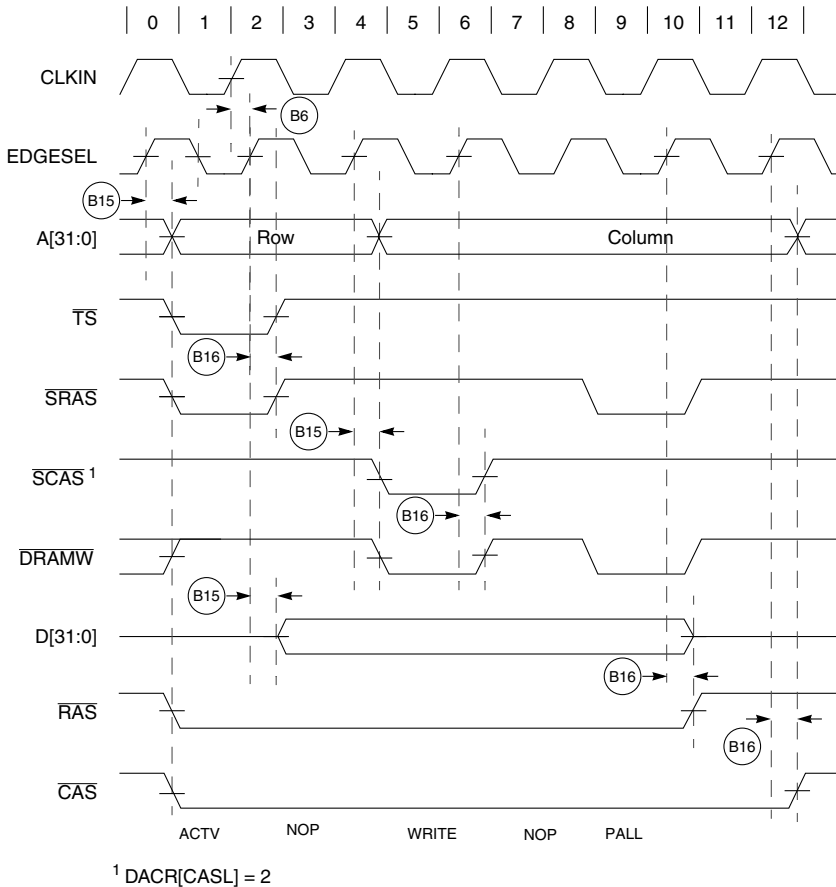 0 1 2 3 4 5 6 7 8 9 10 11 12
CLKIN
B6
EDGESEL
B15
A[31:0] Row Column
TS
B16
SRAS
B15
SCAS 1
B16
DRAMW
B15
D[31:0]
B16
RAS
B16
CAS
ACTV NOP WRITE NOP PALL
1 DACR[CASL] = 2